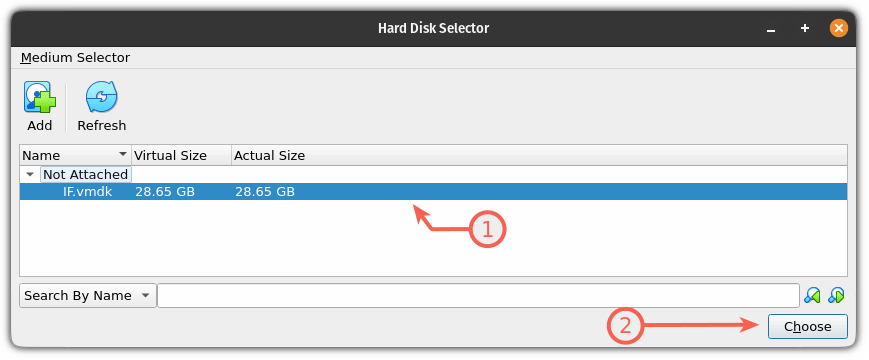 Hard Disk Selector
Medium Selector
Add Refresh
Name Virtual Size Actual Size
Not Attached
IF.vmdk 28.65 GB 28.65 GB
1
Search By Name
2
Choose